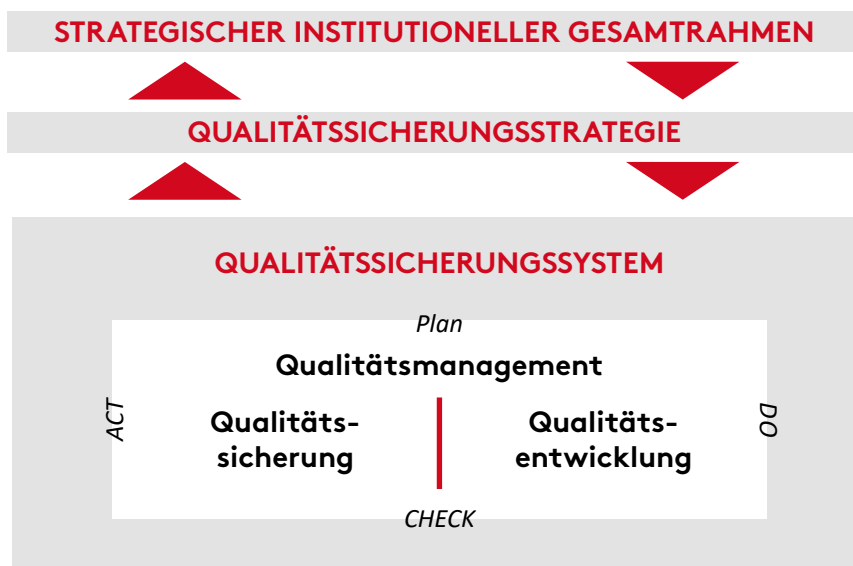 STRATEGISCHER INSTITUTIONELLER GESAMTRAHMEN
QUALITÄTSSICHERUNGSSTRATEGIE
QUALITÄTSSICHERUNGSSYSTEM
Plan
Qualitätsmanagement
ACT
Qualitäts-
sicherung
Qualitäts-
entwicklung
DO
CHECK